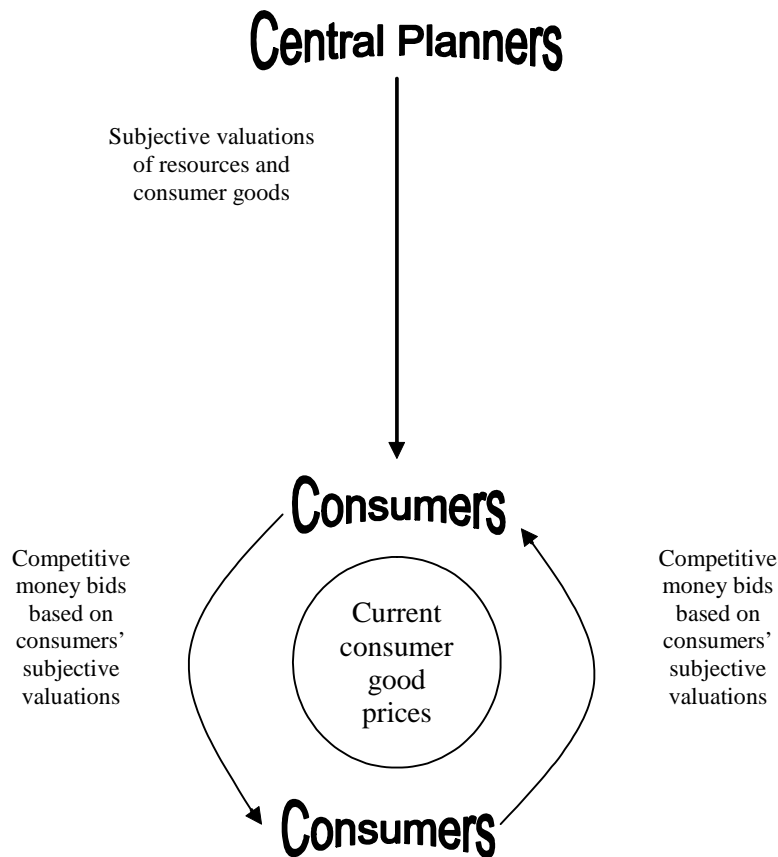 Central Planners
Subjective valuations
of resources and
consumer goods
Consumers
Competitive
money bids
based on
consumers’
subjective
valuations
Current
consumer
good
prices
Competitive
money bids
based on
consumers’
subjective
valuations
Consumers